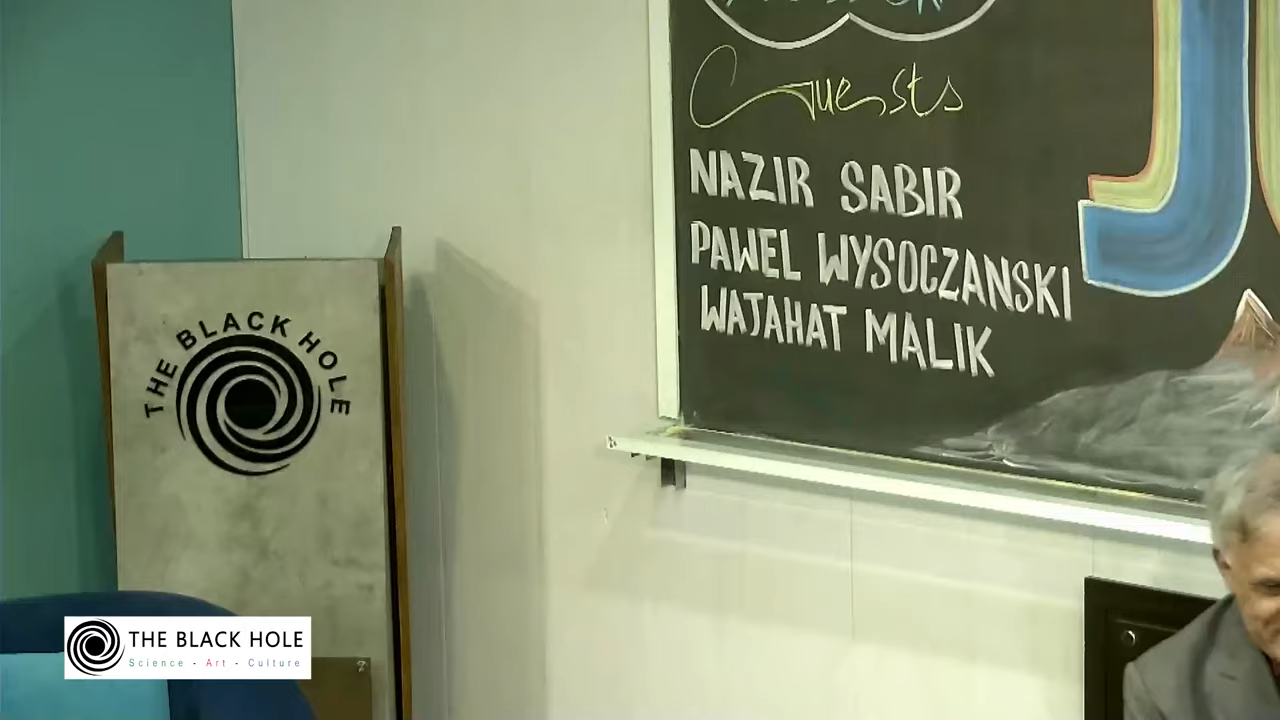 Guests
NAZIR SABIR
PAWEL WYSOCZANSKI
WAJAHAT MALIK
THE BLACK HOLE
THE BLACK HOLE
Science - Art - Culture